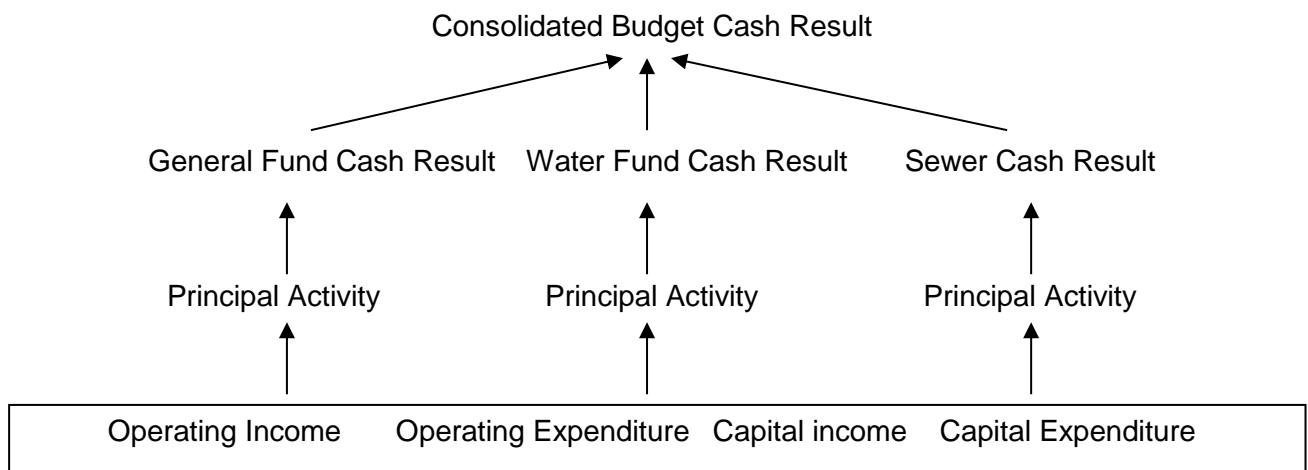 Consolidated Budget Cash Result
General Fund Cash Result Water Fund Cash Result Sewer Cash Result
Principal Activity Principal Activity Principal Activity
Operating Income Operating Expenditure Capital income Capital Expenditure